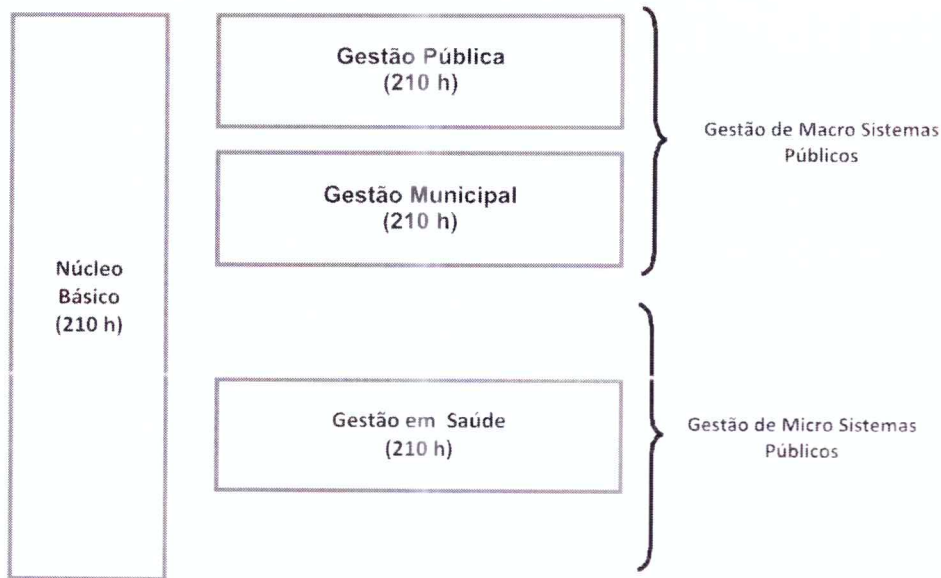 Núcleo
Básico
(210 h)
Gestão Pública
(210 h)
Gestão Municipal
(210 h)
Gestão de Macro Sistemas
Públicos
Gestão em Saúde
(210 h)
Gestão de Micro Sistemas
Públicos